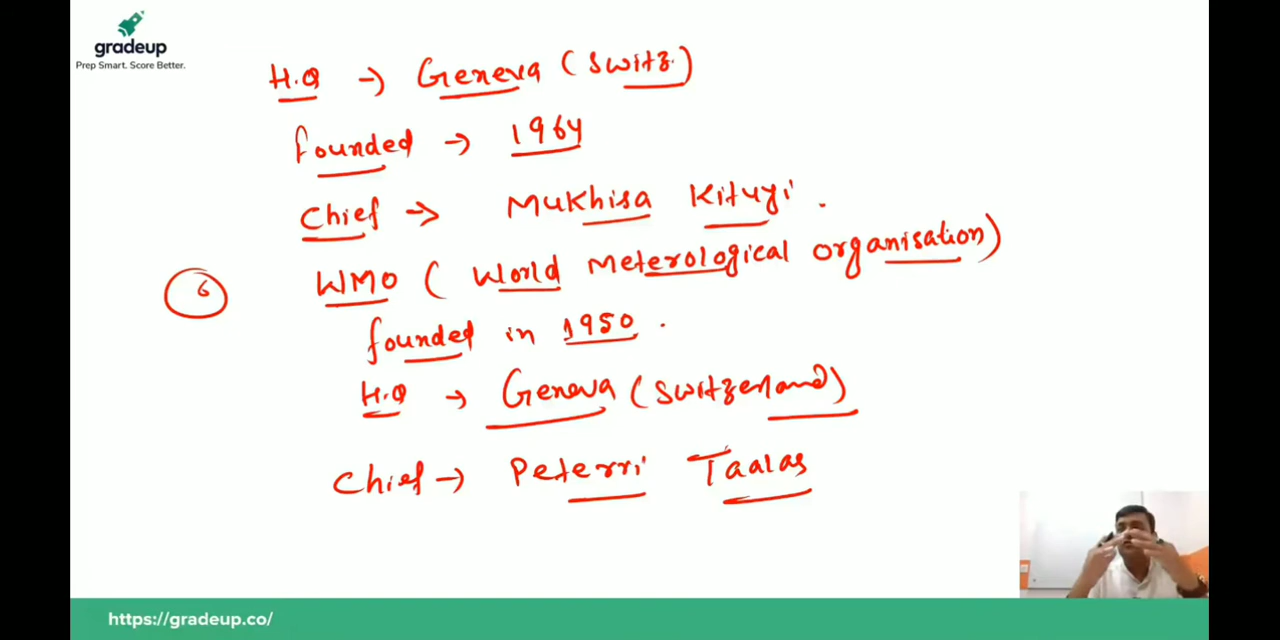 gradeup
Prep Smart. Score Better.
H.Q → Geneva (Switz.)
founded → 1964
Chief → Mukhisa Kituyi.
6 WMO ( World Meterological organisation)
founded in 1950.
H.Q → Geneva (Switzerland)
Chief → Peterri Taalas
https://gradeup.co/